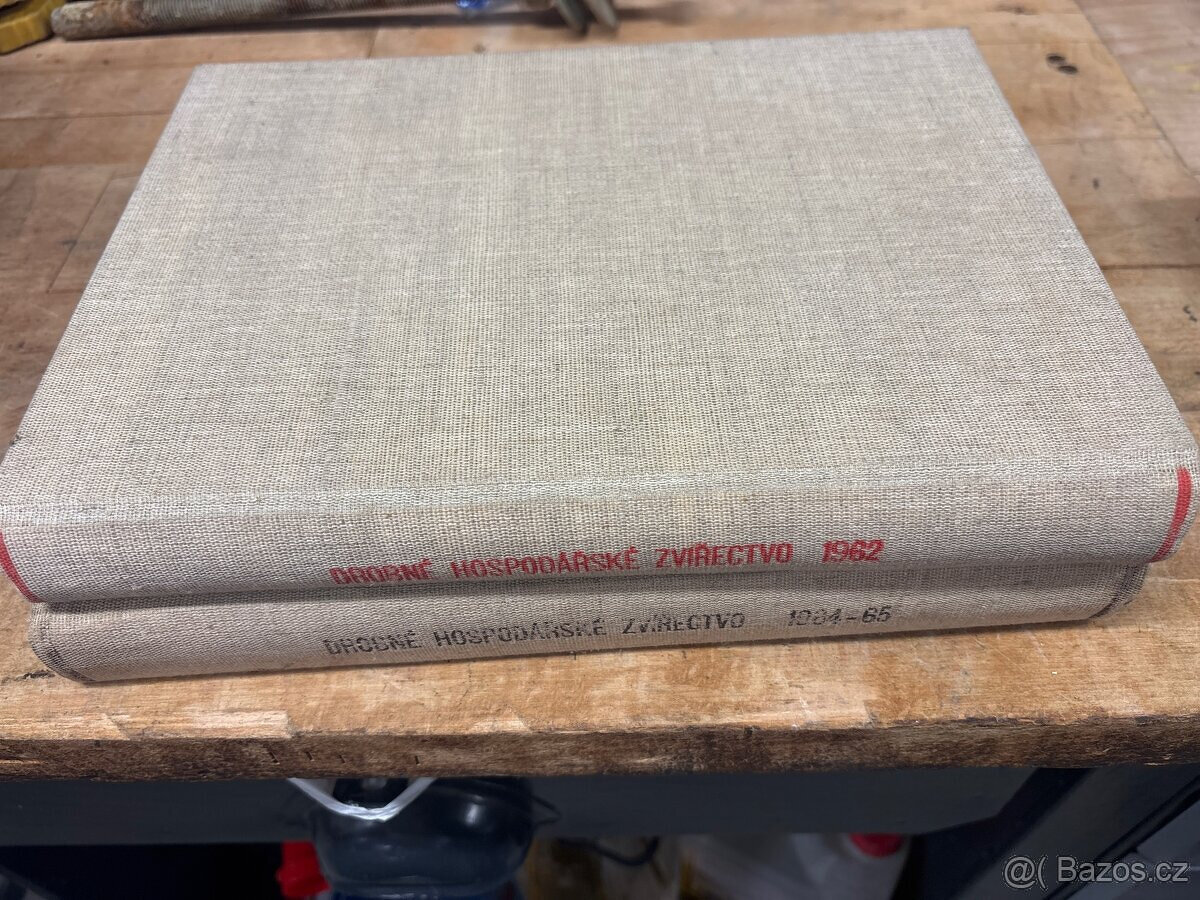 DROBNÉ HOSPODÁŘSKÉ ZVÍŘECTVO 1962
DROBNÉ HOSPODÁŘSKÉ ZVÍŘECTVO 1964-65
@( Bazos.cz